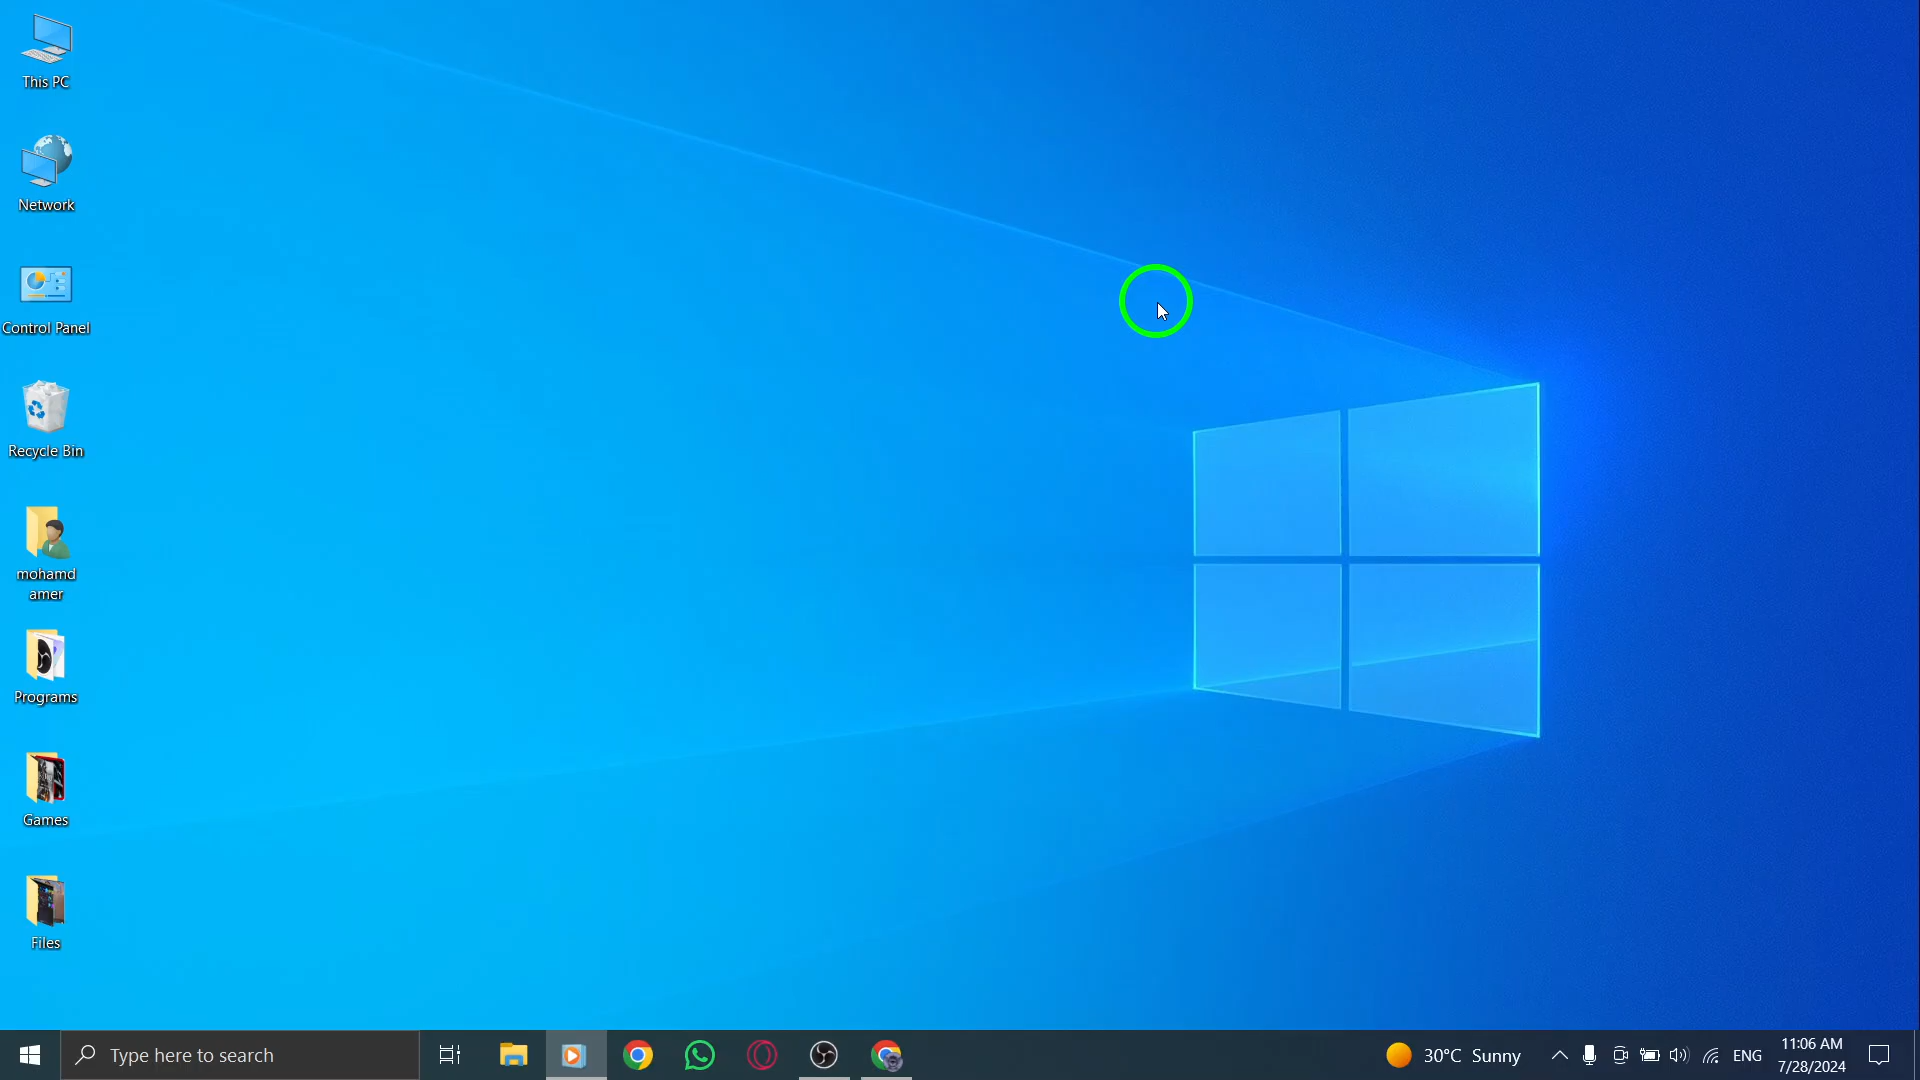 This PC
Network
Control Panel
Recycle Bin
mohamd
amer
Programs
Games
Files
Type here to search
30°C Sunny
ENG
11:06 AM
7/28/2024